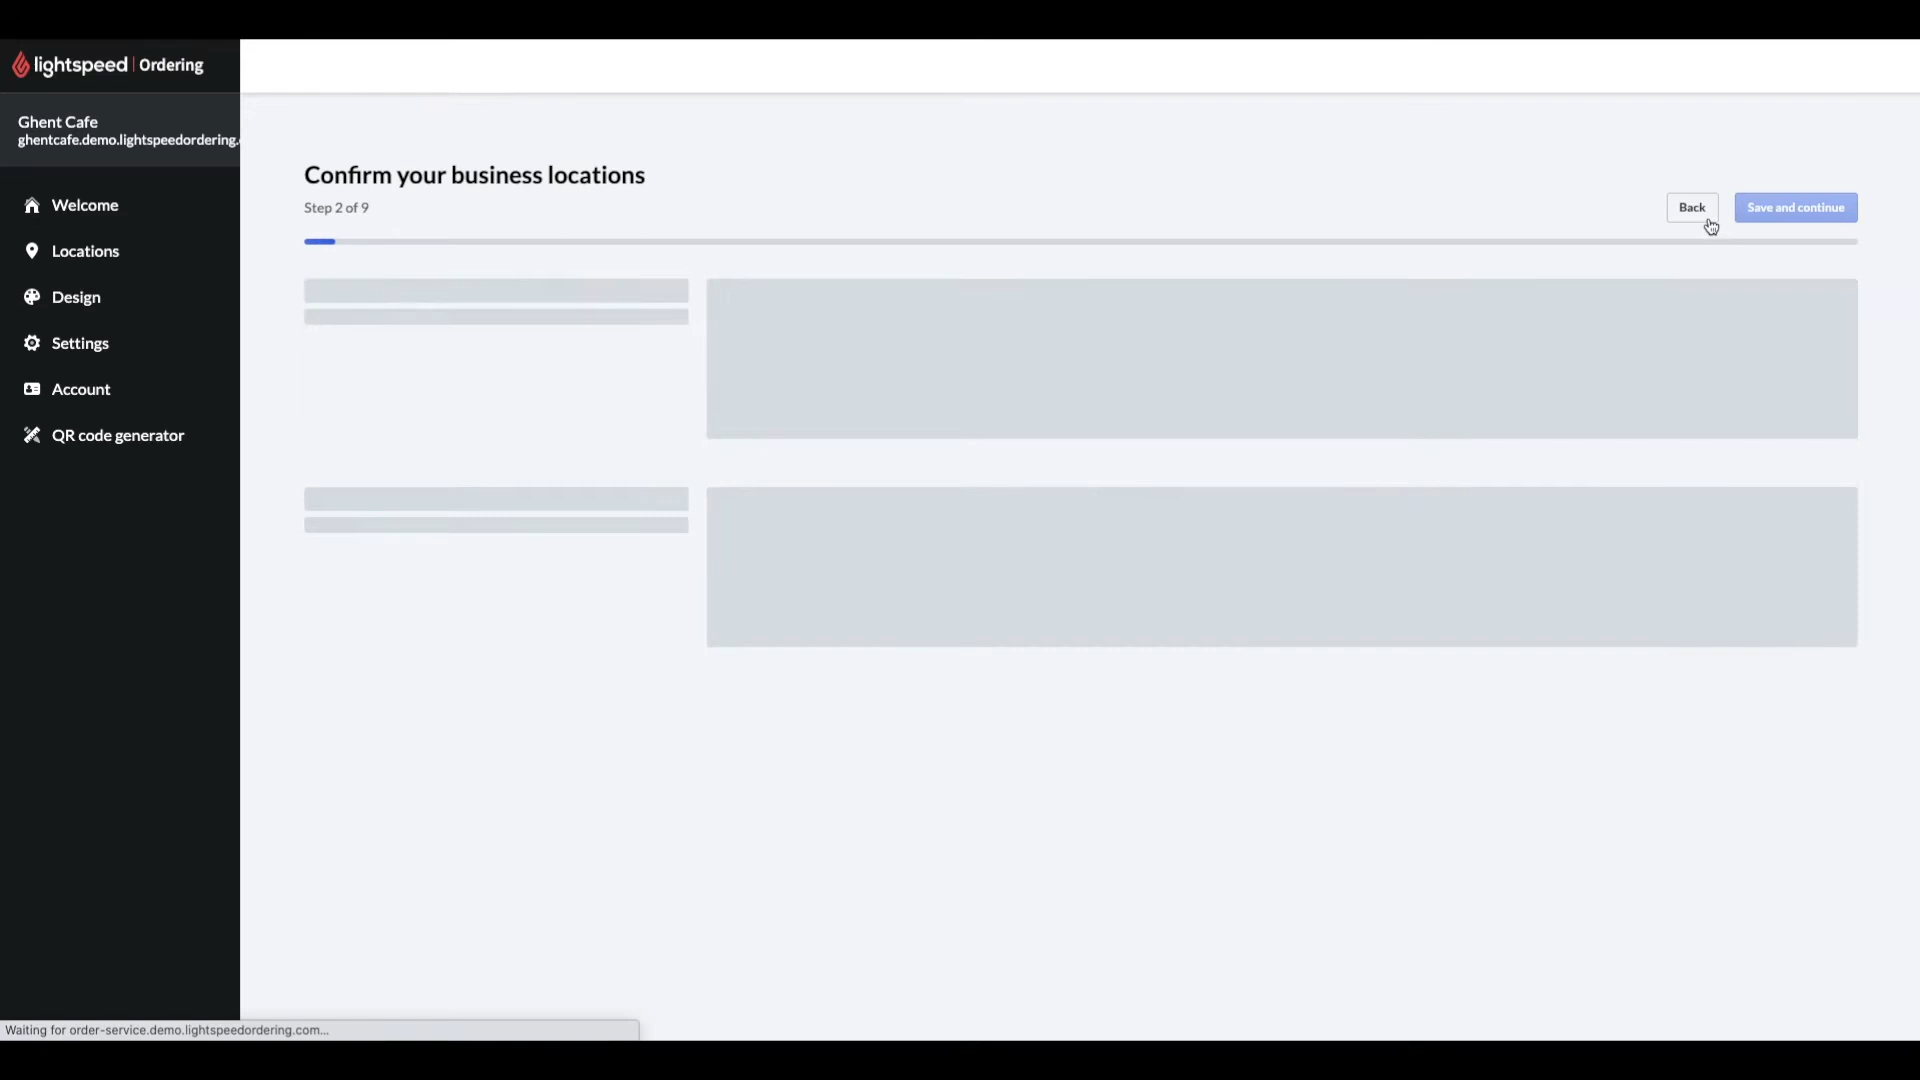 lightspeed | Ordering
Ghent Cafe
ghentcafe.demo.lightspeedordering.
Welcome
Locations
Design
Settings
Account
QR code generator
Confirm your business locations
Step 2 of 9
Back
Save and continue
Waiting for order-service.demo.lightspeedordering.com...